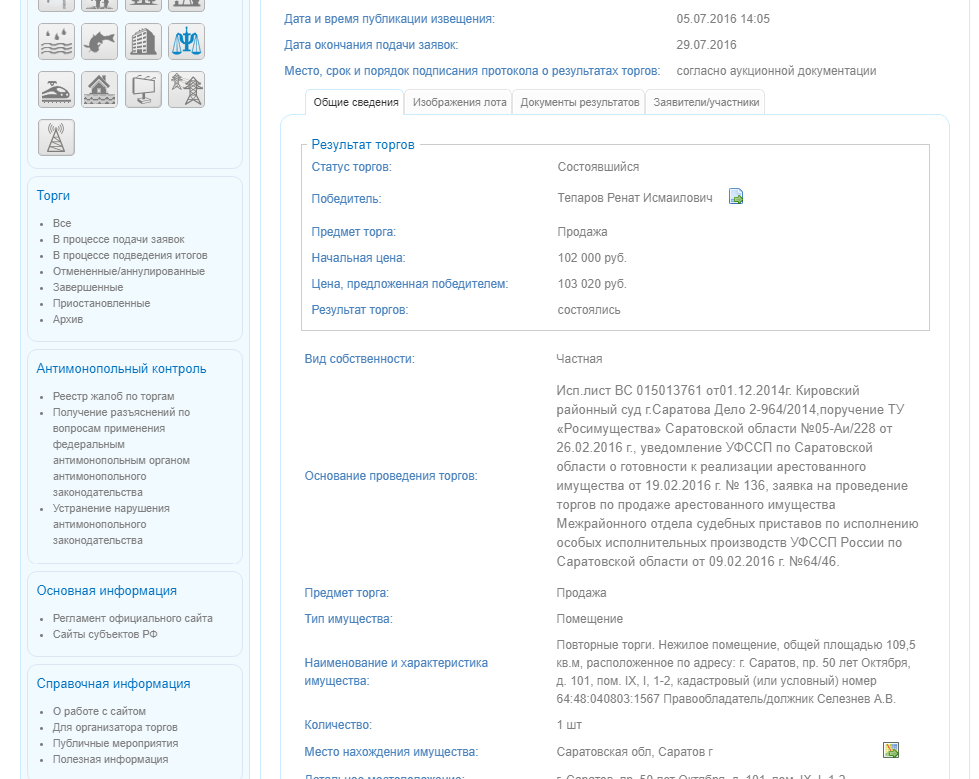 Торги
Все
В процессе подачи заявок
В процессе подведения итогов
Отмененные/аннулированные
Завершенные
Приостановленные
Архив
Антимонопольный контроль
Реестр жалоб по торгам
Получение разъяснений по
вопросам применения
федеральным
антимонопольным органом
антимонопольного
законодательства
Устранение нарушения
антимонопольного
законодательства
Основная информация
Регламент официального сайта
Сайты субъектов РФ
Справочная информация
О работе с сайтом
Для организатора торгов
Публичные мероприятия
Полезная информация
Дата и время публикации извещения: 05.07.2016 14:05
Дата окончания подачи заявок: 29.07.2016
Место, срок и порядок подписания протокола о результатах торгов: согласно аукционной документации
Общие сведения Изображения лота Документы результатов Заявители/участники
Результат торгов
Статус торгов: Состоявшийся
Победитель: Тепаров Ренат Исмаилович
Предмет торга: Продажа
Начальная цена: 102 000 руб.
Цена, предложенная победителем: 103 020 руб.
Результат торгов: состоялись
Вид собственности: Частная
Основание проведения торгов:
Исп.лист ВС 015013761 от01.12.2014г. Кировский
районный суд г.Саратова Дело 2-964/2014,поручение ТУ
«Росимущества» Саратовской области №05-Аи/228 от
26.02.2016 г., уведомление УФССП по Саратовской
области о готовности к реализации арестованного
имущества от 19.02.2016 г. № 136, заявка на проведение
торгов по продаже арестованного имущества
Межрайонного отдела судебных приставов по исполнению
особых исполнительных производств УФССП России по
Саратовской области от 09.02.2016 г. №64/46.
Предмет торга: Продажа
Тип имущества: Помещение
Наименование и характеристика
имущества:
Повторные торги. Нежилое помещение, общей площадью 109,5
кв.м, расположенное по адресу: г. Саратов, пр. 50 лет Октября,
д. 101, пом. IX, I, 1-2, кадастровый (или условный) номер
64:48:040803:1567 Правообладатель/должник Селезнев А.В.
Количество: 1 шт
Место нахождения имущества: Саратовская обл, Саратов г
Детальное местоположение: г. Саратов, пр. 50 лет Октября, д. 101, пом. IX, I, 1-2